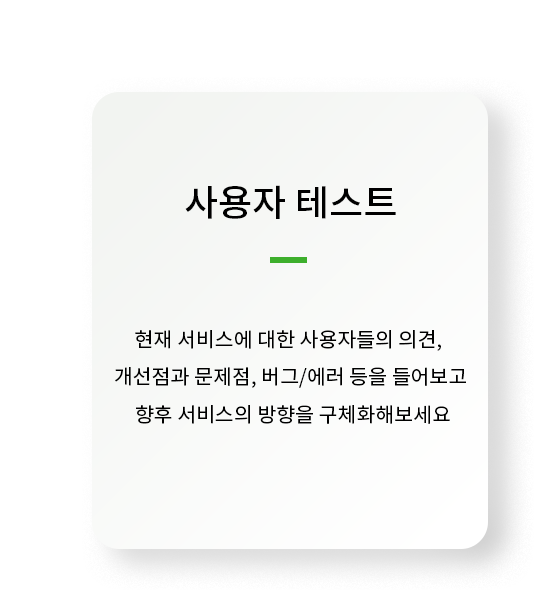 사용자 테스트
현재 서비스에 대한 사용자들의 의견,
개선점과 문제점, 버그/에러 등을 들어보고
향후 서비스의 방향을 구체화해보세요